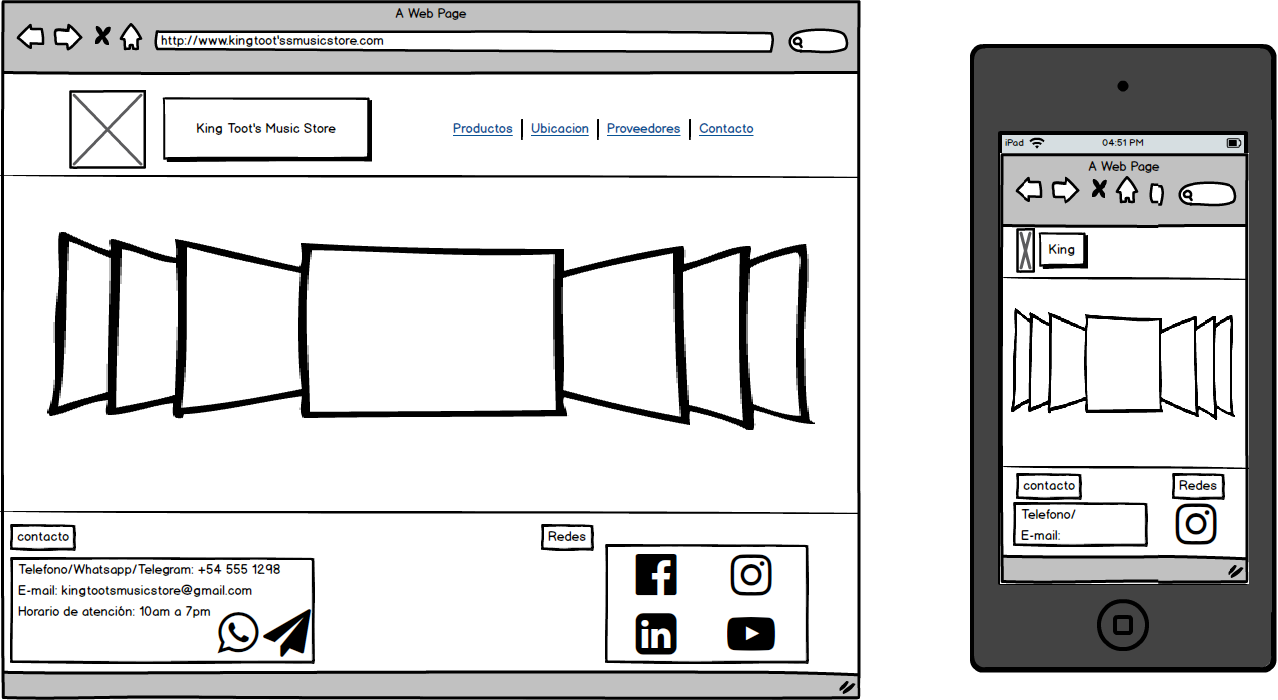 A Web Page
http://www.kingtoot'ssmusicstore.com
King Toot's Music Store
Productos
Ubicacion
Proveedores
Contacto
contacto
Telefono/Whatsapp/Telegram: +54 555 1298
E-mail: kingtootsmusicstore@gmail.com
Horario de atención: 10am a 7pm
Redes
in
iPad 04:51 PM
A Web Page
King
contacto
Redes
Telefono/
E-mail: